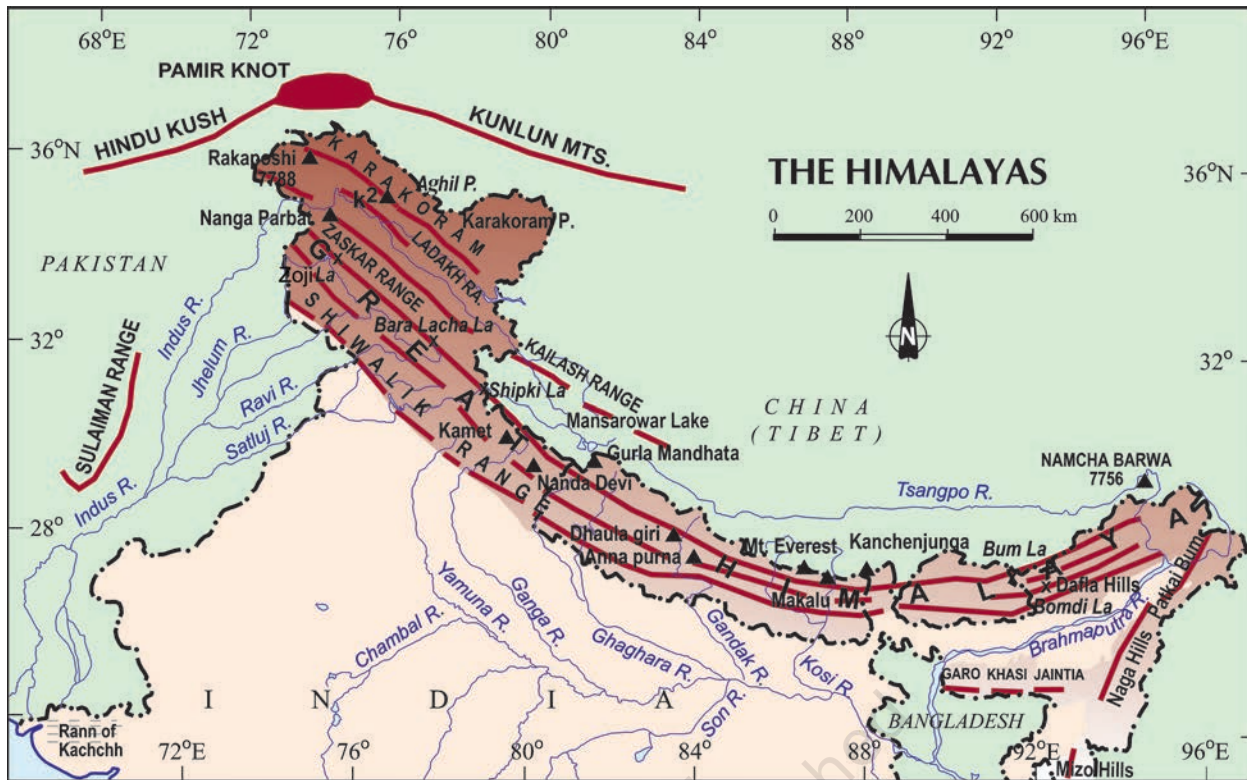 68°E
72°E
76°E
80°E
84°E
88°E
92°E
96°E
PAMIR KNOT
HINDU KUSH
KUNLUN MTS.
36°N
36°N
THE HIMALAYAS
0 200 400 600 km
N
Rakaposhi
7788
KARAKORAM
Aghil P.
k2
Karakoram P.
Nanga Parbat
LADAKH RA.
ZASKAR RANGE
PAKISTAN
Zoji La
GREAT HIMALAYAN
SHIWALIK RANGE
Bara Lacha La
Indus R.
Jhelum R.
32°
32°
SULAIMAN RANGE
Ravi R.
Satluj R.
KAILASH RANGE
Shipki La
Mansarowar Lake
CHINA
(TIBET)
Kamet
Gurla Mandhata
Nanda Devi
NAMCHA BARWA
7756
Tsangpo R.
Indus R.
28°
28°
Dhaula giri
Anna purna
Mt. Everest
Kanchenjunga
Makalu
Bum La
Dafla Hills
Bomdi La
Patkai Bum
Brahmaputra R.
Naga Hills
Yamuna R.
Ganga R.
Chambal R.
Ghaghara R.
Gandak R.
Kosi R.
Son R.
GARO KHASI JAINTIA
INDIA
BANGLADESH
Rann of
Kachchh
Mizo Hills
72°E
76°E
80°E
84°E
88°E
92°E
96°E